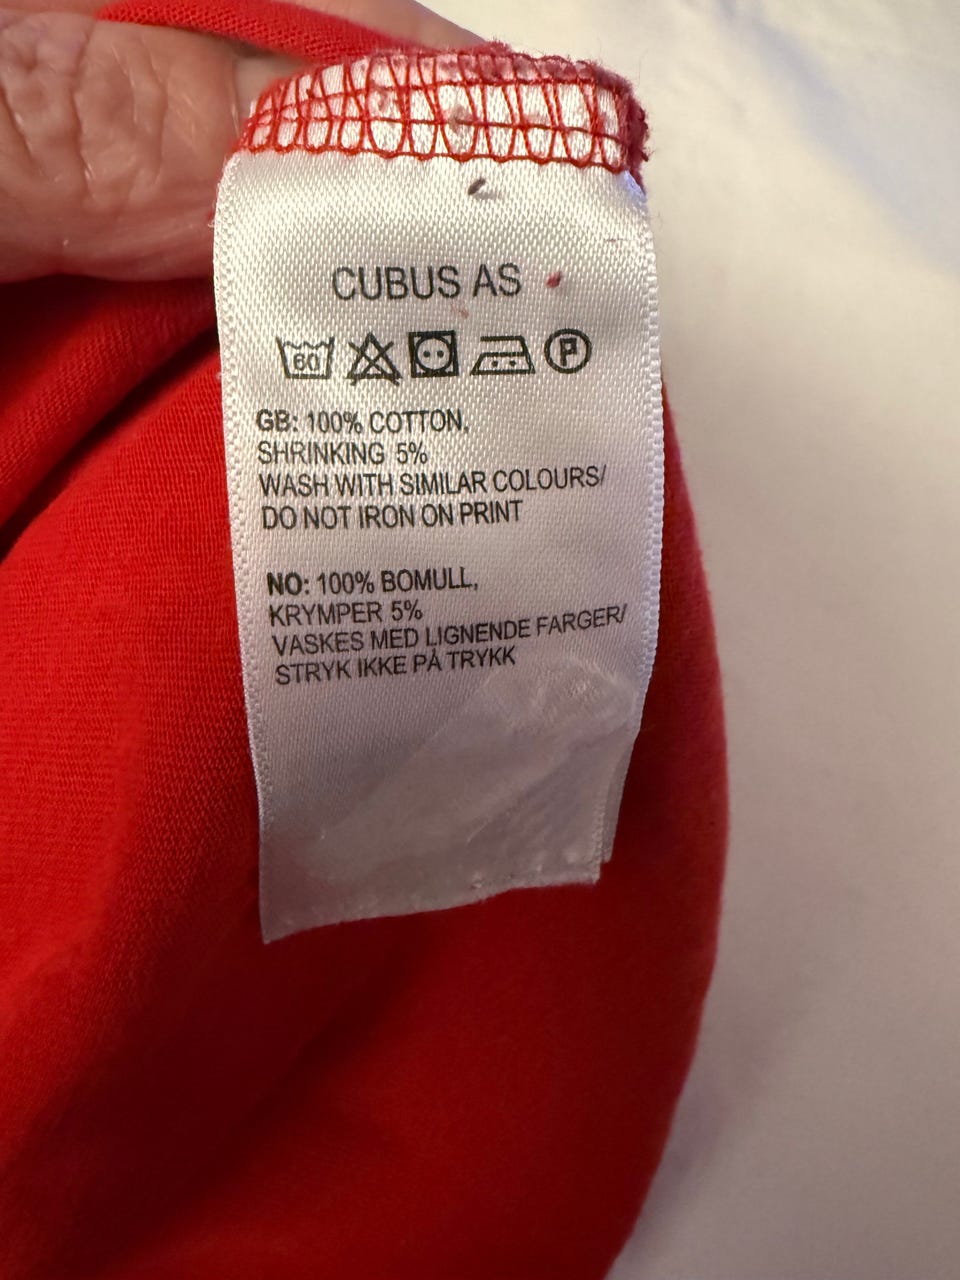 CUBUS AS
60 P
GB: 100% COTTON,
SHRINKING 5%
WASH WITH SIMILAR COLOURS/
DO NOT IRON ON PRINT
NO: 100% BOMULL,
KRYMPER 5%
VASKES MED LIGNENDE FARGER/
STRYK IKKE PÅ TRYKK